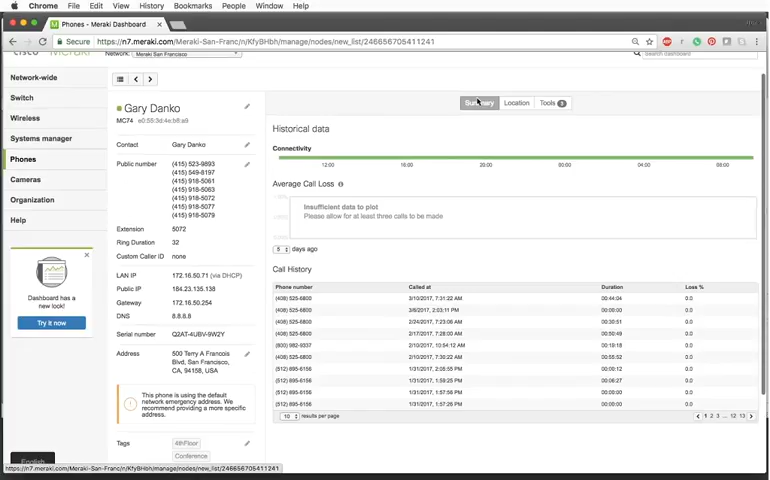 Chrome File Edit View History Bookmarks People Window Help
Phones - Meraki Dashboard
Secure https://n7.meraki.com/Meraki-San-Franc/n/KfyBHbh/manage/nodes/new_list/246656705411241
Network: Meraki San Francisco
Search dashboard
Network-wide
Switch
Wireless
Systems manager
Phones
Cameras
Organization
Help
Dashboard has a
new look!
Try it now
English
Gary Danko
MC74 e0:55:3d:4e:b8:a9
Contact Gary Danko
Public number (415) 523-9893
(415) 549-8197
(415) 918-5061
(415) 918-5063
(415) 918-5072
(415) 918-5077
(415) 918-5079
Extension 5072
Ring Duration 32
Custom Caller ID none
LAN IP 172.16.50.71 (via DHCP)
Public IP 184.23.135.138
Gateway 172.16.50.254
DNS 8.8.8.8
Serial number Q2AT-4UBV-9W2Y
Address 500 Terry A Francois
Blvd, San Francisco,
CA, 94158, USA
This phone is using the default
network emergency address. We
recommend providing a more specific
address.
Tags 4thFloor
Conference
Summary Location Tools
Historical data
Connectivity
12:00 16:00 20:00 00:00 04:00 08:00
Average Call Loss
Insufficient data to plot
Please allow for at least three calls to be made
5 days ago
Call History
Phone number Called at Duration Loss %
(408) 525-6800 3/10/2017, 7:31:22 AM 00:44:04 0.0
(408) 525-6800 3/6/2017, 2:03:11 PM 00:00:00 0.0
(408) 525-6800 2/24/2017, 7:23:06 AM 00:30:51 0.0
(408) 525-6800 2/17/2017, 7:28:00 AM 00:50:49 0.0
(800) 982-9337 2/10/2017, 10:54:12 AM 00:19:18 0.0
(408) 525-6800 2/10/2017, 7:30:22 AM 00:55:52 0.0
(512) 695-6156 1/31/2017, 2:05:55 PM 00:00:12 0.0
(512) 695-6156 1/31/2017, 1:59:25 PM 00:06:27 0.0
(512) 695-6156 1/31/2017, 1:57:56 PM 00:00:00 0.0
(512) 695-6156 1/31/2017, 1:57:26 PM 00:00:00 0.0
10 results per page
1 2 3 ... 12 13
https://n7.meraki.com/Meraki-San-Franc/n/KfyBHbh/manage/nodes/new_list/246656705411241